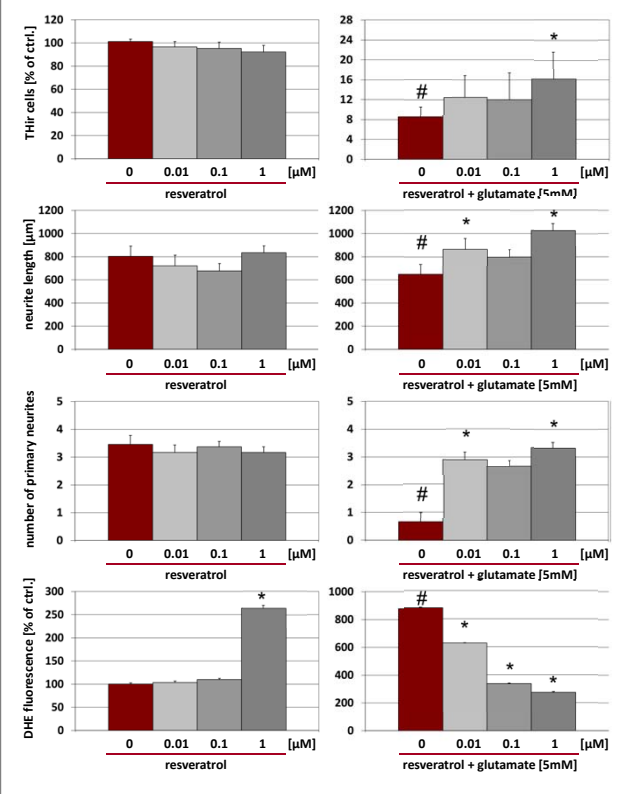 THir cells [% of ctrl.]
120
100
80
60
40
20
0
0 0.01 0.1 1 [µM]
resveratrol
28
24
20
16
12
8
4
0
#
*
0 0.01 0.1 1 [µM]
resveratrol + glutamate [5mM]
neurite length [µm]
1200
1000
800
600
400
200
0
0 0.01 0.1 1 [µM]
resveratrol
1200
1000
800
600
400
200
0
# * *
0 0.01 0.1 1 [µM]
resveratrol + glutamate [5mM]
number of primary neurites
5
4
3
2
1
0
0 0.01 0.1 1 [µM]
resveratrol
5
4
3
2
1
0
# * *
0 0.01 0.1 1 [µM]
resveratrol + glutamate [5mM]
DHE fluorescence [% of ctrl.]
300
250
200
150
100
50
0
*
0 0.01 0.1 1 [µM]
resveratrol
1000
800
600
400
200
0
# * * *
0 0.01 0.1 1 [µM]
resveratrol + glutamate [5mM]